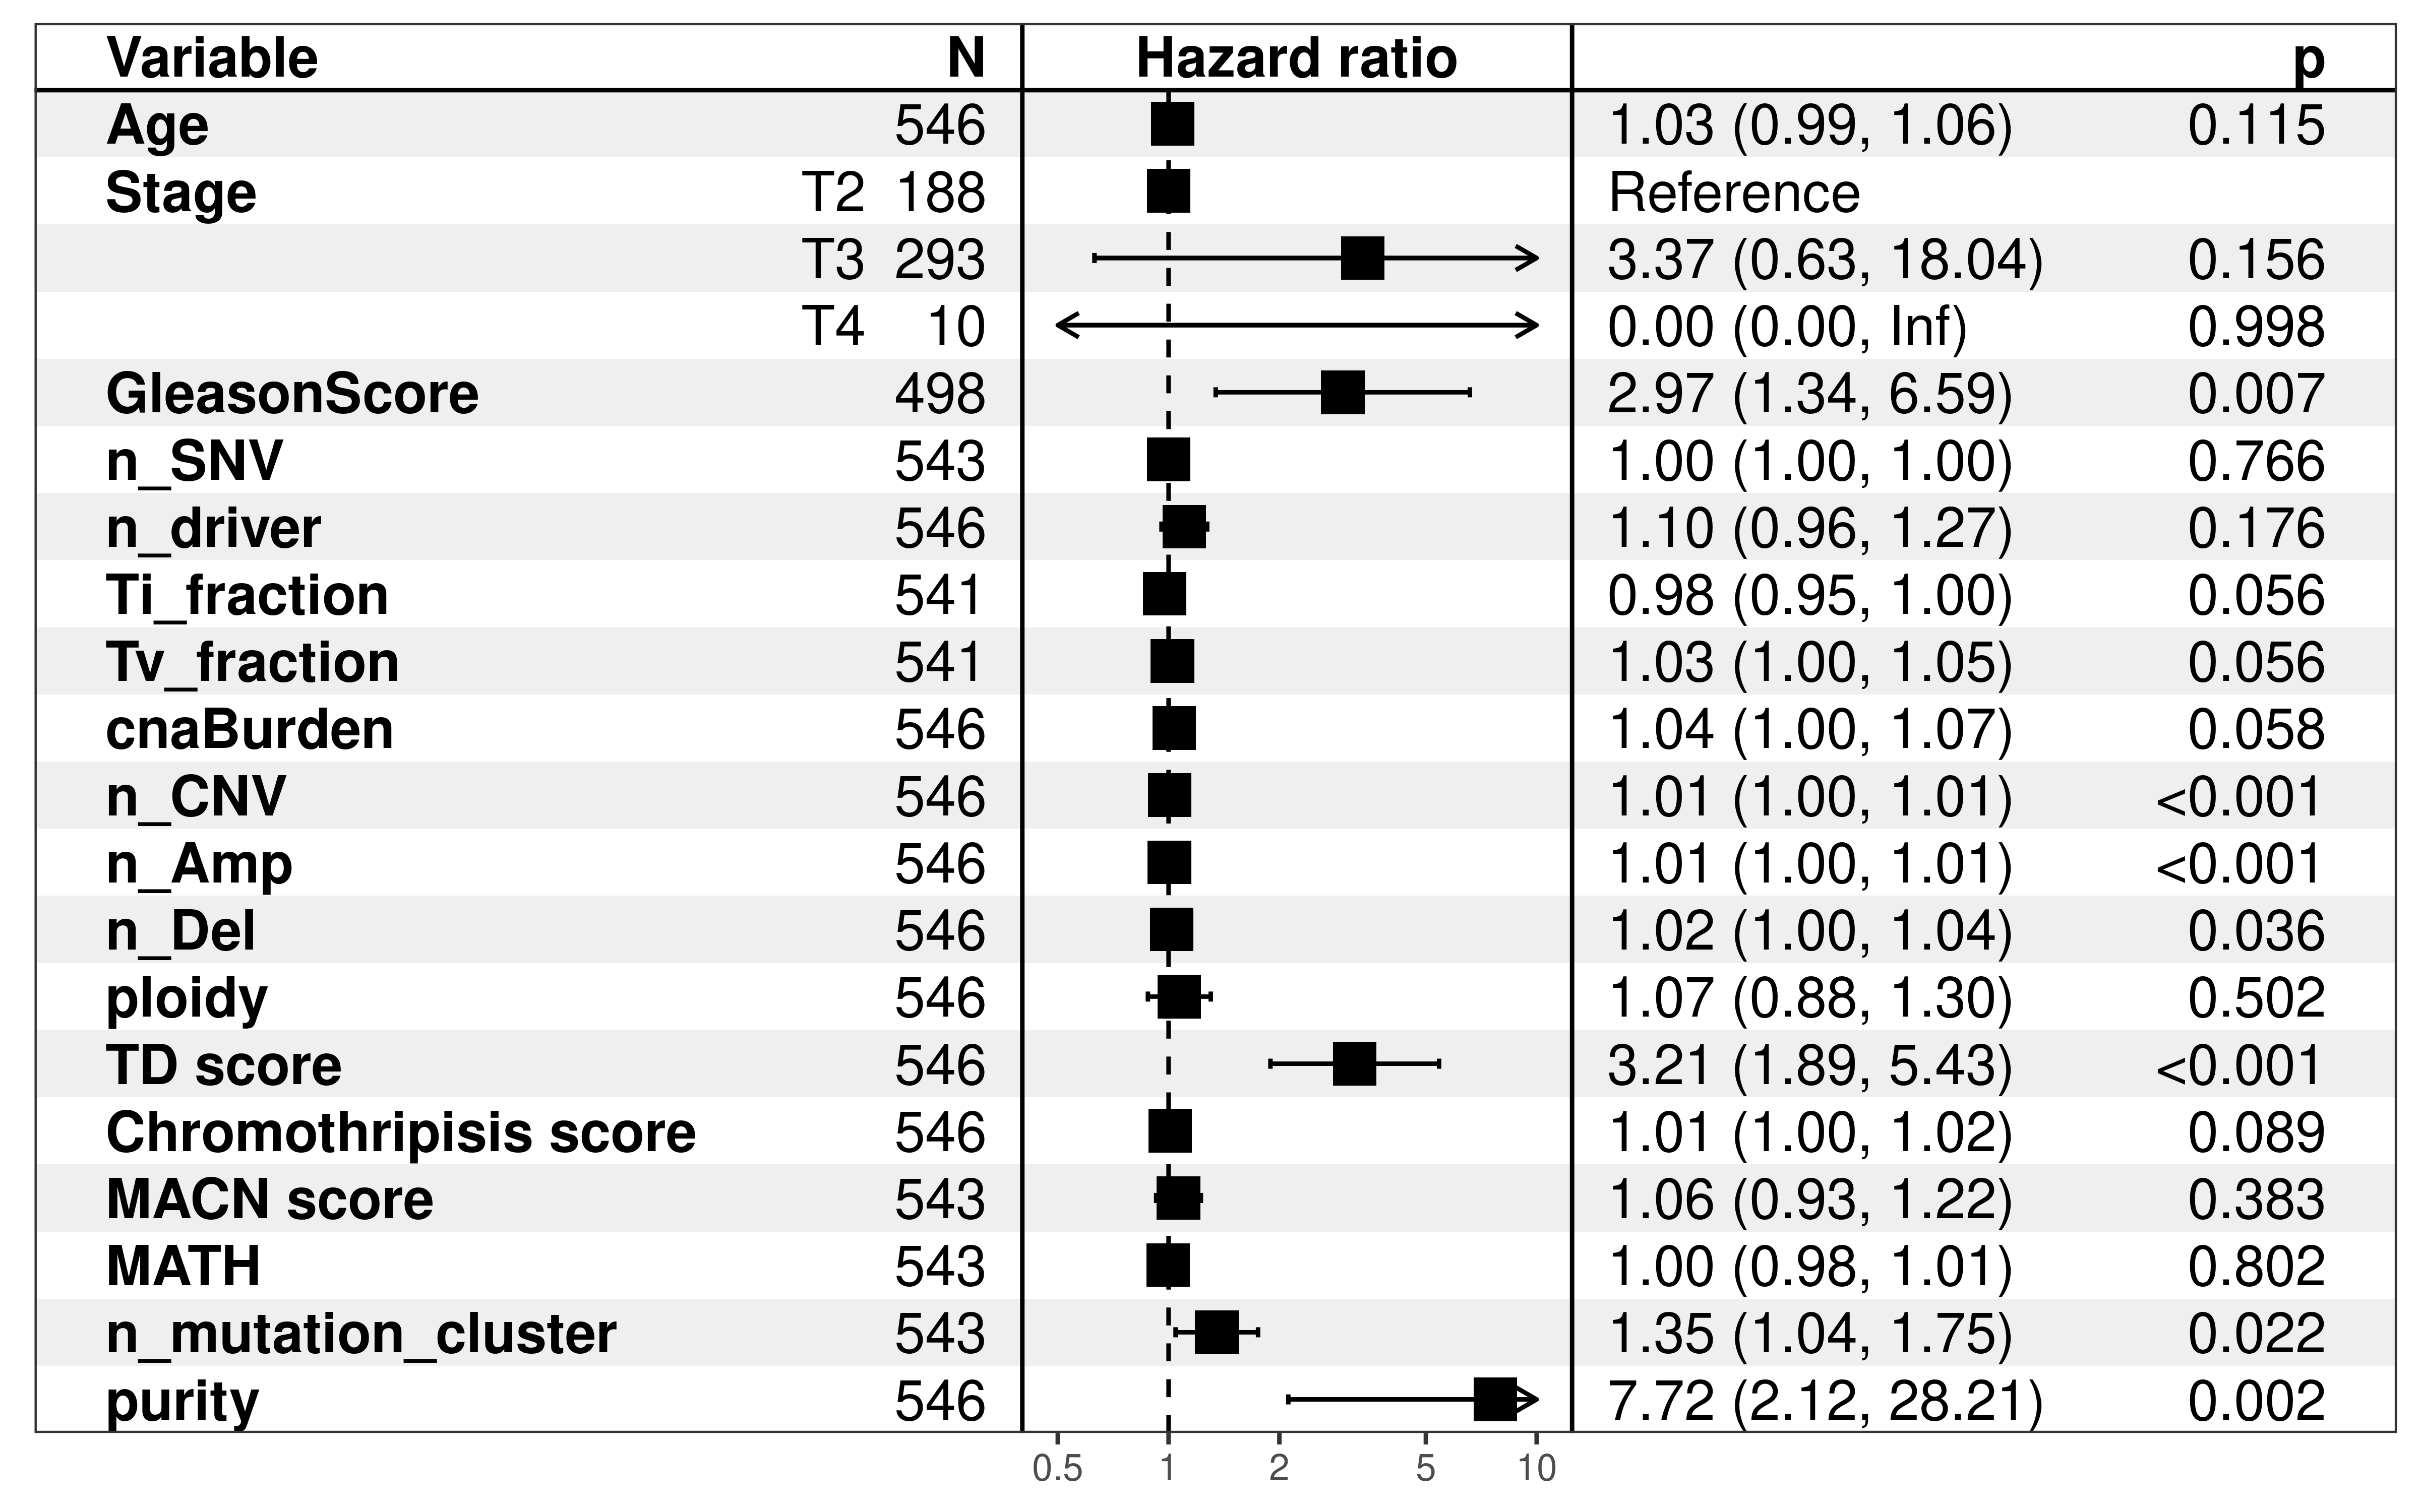 Variable N Hazard ratio p
Age 546 1.03 (0.99, 1.06) 0.115
Stage T2 188 Reference
T3 293 3.37 (0.63, 18.04) 0.156
T4 10 0.00 (0.00, Inf) 0.998
GleasonScore 498 2.97 (1.34, 6.59) 0.007
n_SNV 543 1.00 (1.00, 1.00) 0.766
n_driver 546 1.10 (0.96, 1.27) 0.176
Ti_fraction 541 0.98 (0.95, 1.00) 0.056
Tv_fraction 541 1.03 (1.00, 1.05) 0.056
cnaBurden 546 1.04 (1.00, 1.07) 0.058
n_CNV 546 1.01 (1.00, 1.01) <0.001
n_Amp 546 1.01 (1.00, 1.01) <0.001
n_Del 546 1.02 (1.00, 1.04) 0.036
ploidy 546 1.07 (0.88, 1.30) 0.502
TD score 546 3.21 (1.89, 5.43) <0.001
Chromothripisis score 546 1.01 (1.00, 1.02) 0.089
MACN score 543 1.06 (0.93, 1.22) 0.383
MATH 543 1.00 (0.98, 1.01) 0.802
n_mutation_cluster 543 1.35 (1.04, 1.75) 0.022
purity 546 7.72 (2.12, 28.21) 0.002
0.5 1 2 5 10